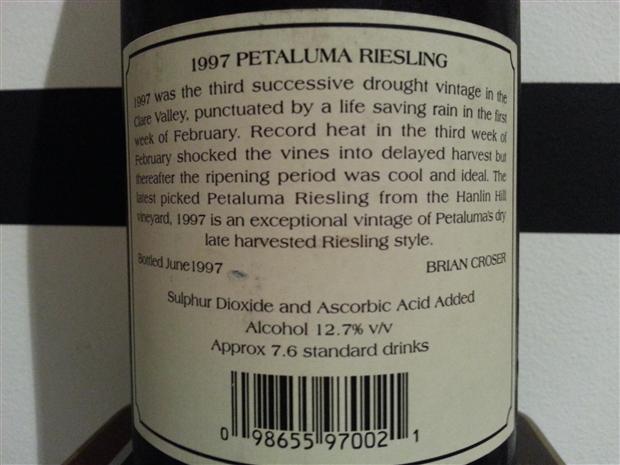 1997 PETALUMA RIESLING
1997 was the third successive drought vintage in the
Clare Valley, punctuated by a life saving rain in the first
week of February. Record heat in the third week of
February shocked the vines into delayed harvest but
thereafter the ripening period was cool and ideal. The
latest picked Petaluma Riesling from the Hanlin Hill
vineyard, 1997 is an exceptional vintage of Petaluma's dry
late harvested Riesling style.
Bottled June 1997 BRIAN CROSER
Sulphur Dioxide and Ascorbic Acid Added
Alcohol 12.7% v/v
Approx 7.6 standard drinks
0 98655 97002 1